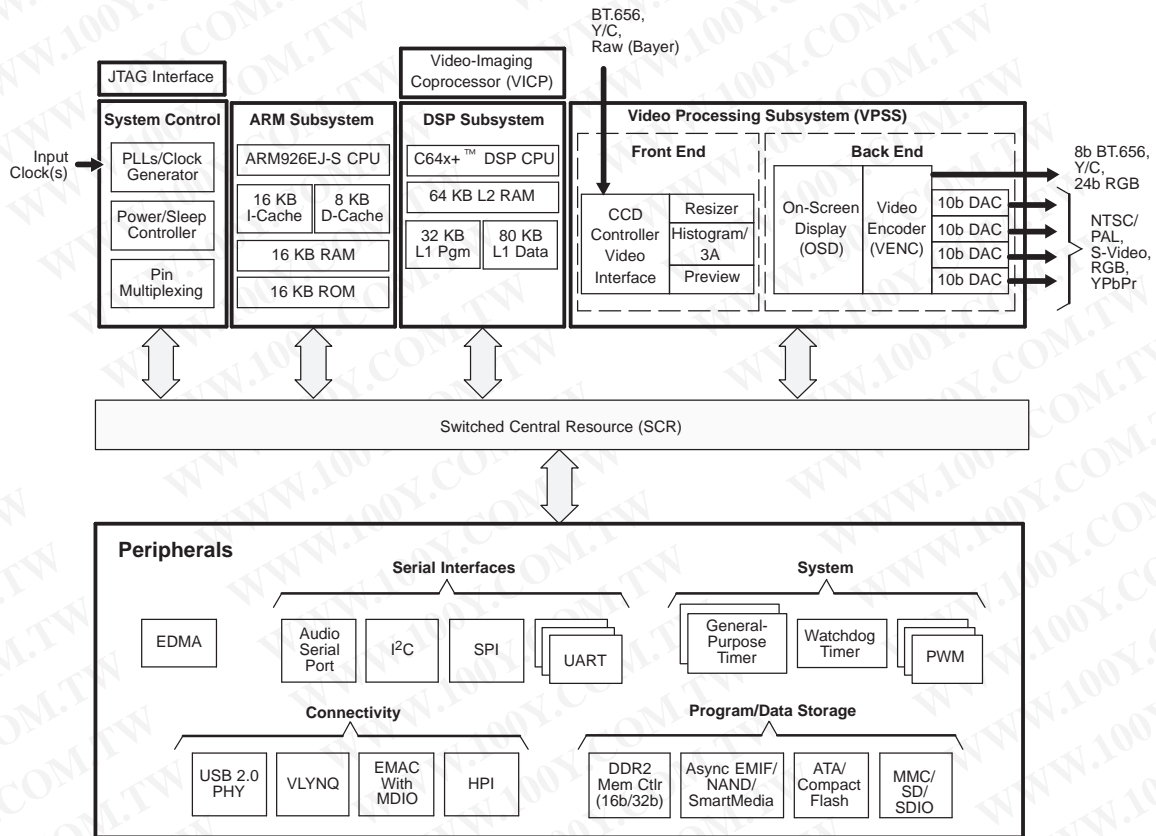 BT.656,
Y/C,
Raw (Bayer)
JTAG Interface
Video-Imaging
Coprocessor (VICP)
System Control
ARM Subsystem
DSP Subsystem
Video Processing Subsystem (VPSS)
Input
Clock(s)
PLLs/Clock
Generator
Power/Sleep
Controller
Pin
Multiplexing
ARM926EJ-S CPU
16 KB
I-Cache
8 KB
D-Cache
16 KB RAM
16 KB ROM
C64x+™ DSP CPU
64 KB L2 RAM
32 KB
L1 Pgm
80 KB
L1 Data
Front End
CCD
Controller
Video
Interface
Resizer
Histogram/
3A
Preview
Back End
On-Screen
Display
(OSD)
Video
Encoder
(VENC)
10b DAC
10b DAC
10b DAC
10b DAC
8b BT.656,
Y/C,
24b RGB
NTSC/
PAL,
S-Video,
RGB,
YPbPr
Switched Central Resource (SCR)
Peripherals
EDMA
Serial Interfaces
Audio
Serial
Port
I²C
SPI
UART
System
General-
Purpose
Timer
Watchdog
Timer
PWM
Connectivity
USB 2.0
PHY
VLYNQ
EMAC
With
MDIO
HPI
Program/Data Storage
DDR2
Mem Ctlr
(16b/32b)
Async EMIF/
NAND/
SmartMedia
ATA/
Compact
Flash
MMC/
SD/
SDIO
WWW.100Y.COM.TW